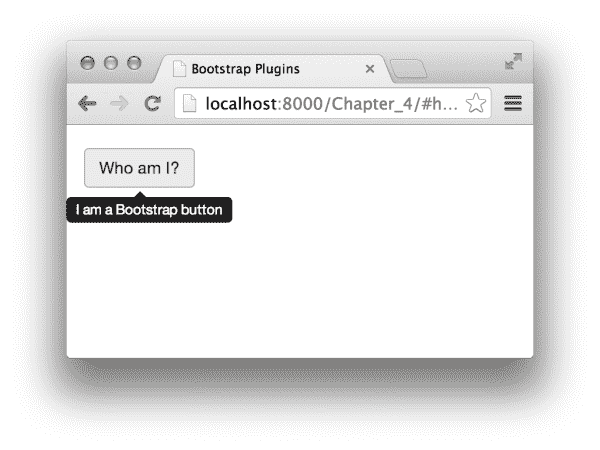 Bootstrap Plugins
localhost:8000/Chapter_4/#h...
Who am I?
I am a Bootstrap button